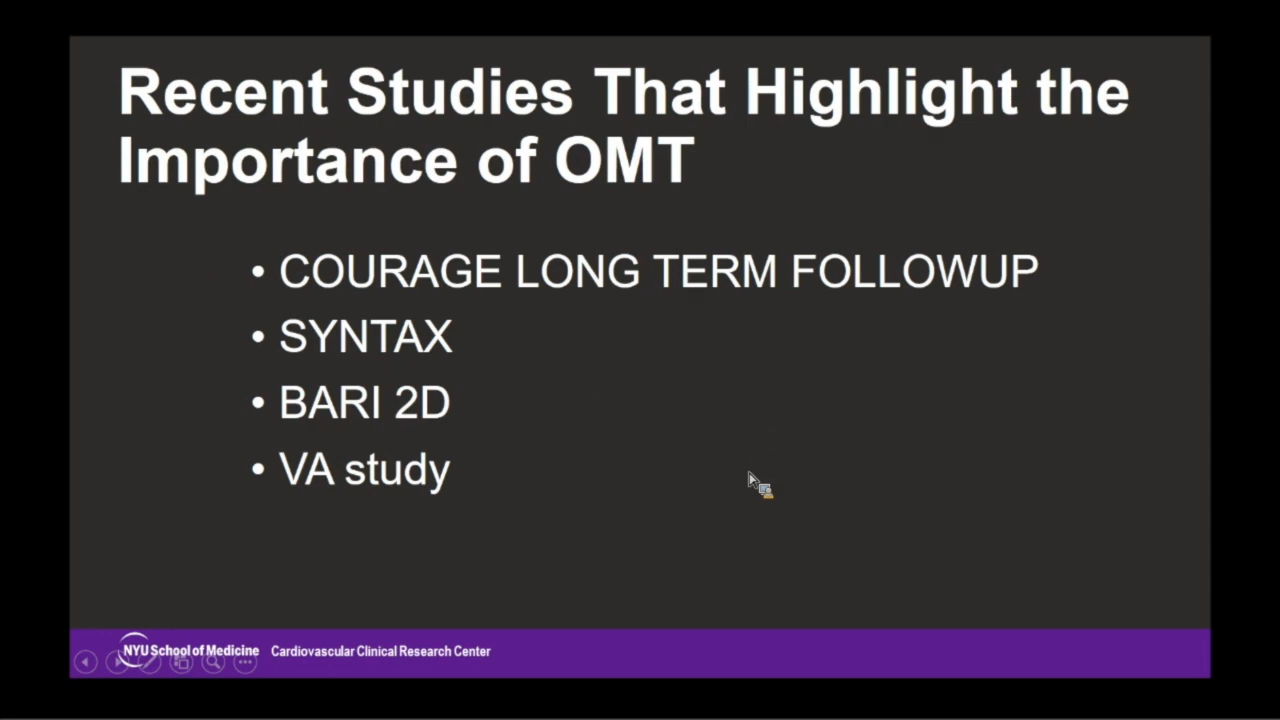 Recent Studies That Highlight the
Importance of OMT
• COURAGE LONG TERM FOLLOWUP
• SYNTAX
• BARI 2D
• VA study
NYU School of Medicine Cardiovascular Clinical Research Center